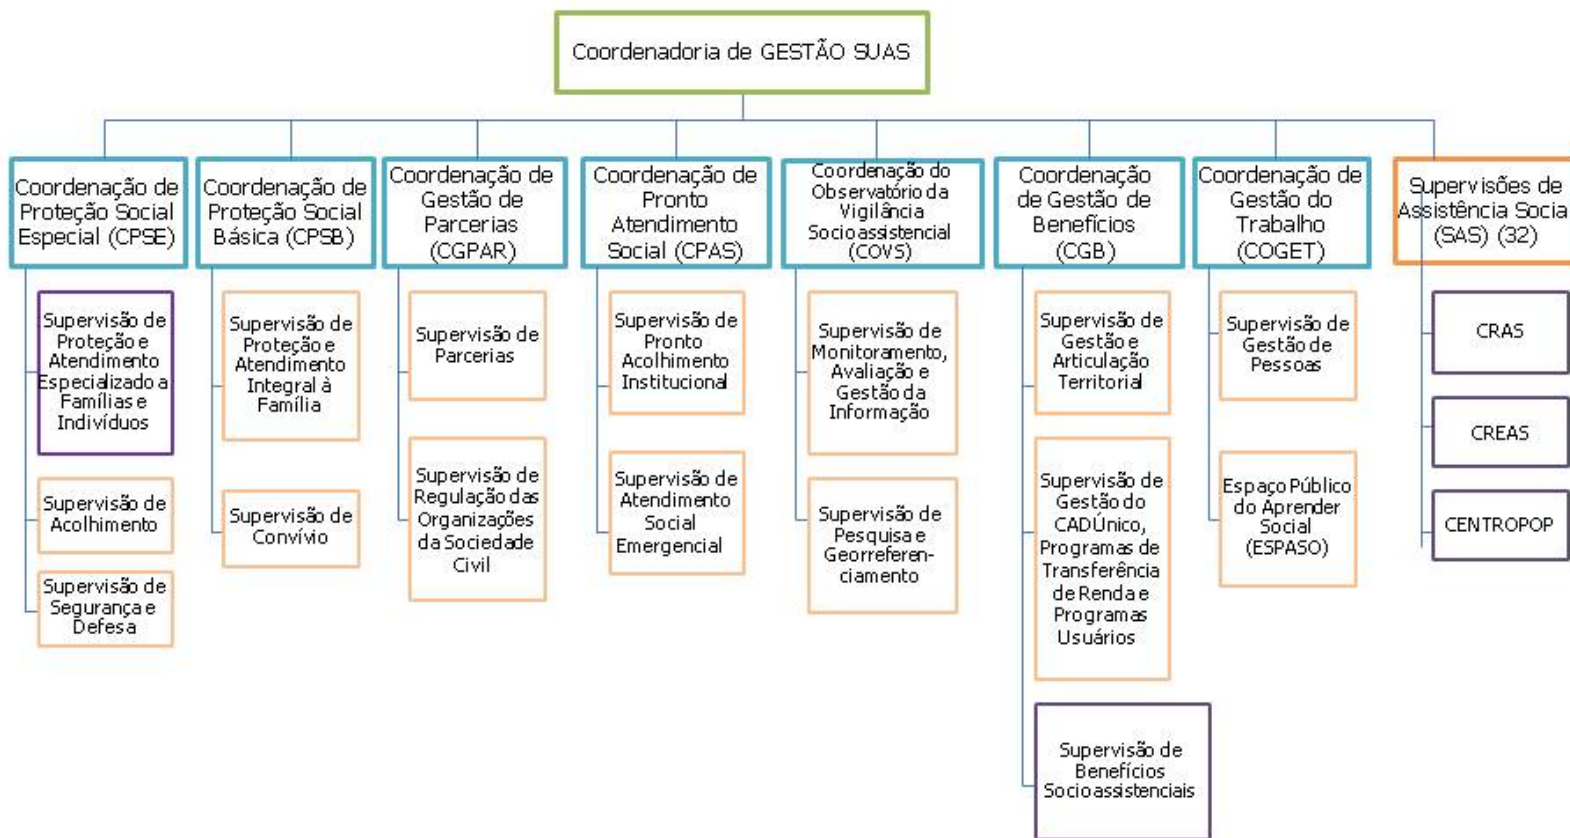 Coordenadoria de GESTÃO SUAS
Coordenação de
Proteção Social
Especial (CPSE)
Supervisão de
Proteção e
Atendimento
Especializado a
Famílias e
Indivíduos
Supervisão de
Acolhimento
Supervisão de
Segurança e
Defesa
Coordenação de
Proteção Social
Básica (CPSB)
Supervisão de
Proteção e
Atendimento
Integral à
Família
Supervisão de
Convívio
Coordenação de
Gestão de
Parcerias
(CGPAR)
Supervisão de
Parcerias
Supervisão de
Regulação das
Organizações
da Sociedade
Civil
Coordenação de
Pronto
Atendimento
Social (CPAS)
Supervisão de
Pronto
Acolhimento
Institucional
Supervisão de
Atendimento
Social
Emergencial
Coordenação do
Observatório da
Vigilância
Socioassistencial
(COVS)
Supervisão de
Monitoramento,
Avaliação e
Gestão da
Informação
Supervisão de
Pesquisa e
Georreferen-
ciamento
Coordenação
de Gestão de
Benefícios
(CGB)
Supervisão de
Gestão e
Articulação
Territorial
Supervisão de
Gestão do
CADÚnico,
Programas de
Transferência
de Renda e
Programas
Usuários
Supervisão de
Benefícios
Socioassistenciais
Coordenação de
Gestão do
Trabalho
(COGET)
Supervisão de
Gestão de
Pessoas
Espaço Público
do Aprender
Social
(ESPASO)
Supervisões de
Assistência Socia
(SAS) (32)
CRAS
CREAS
CENTROPOP